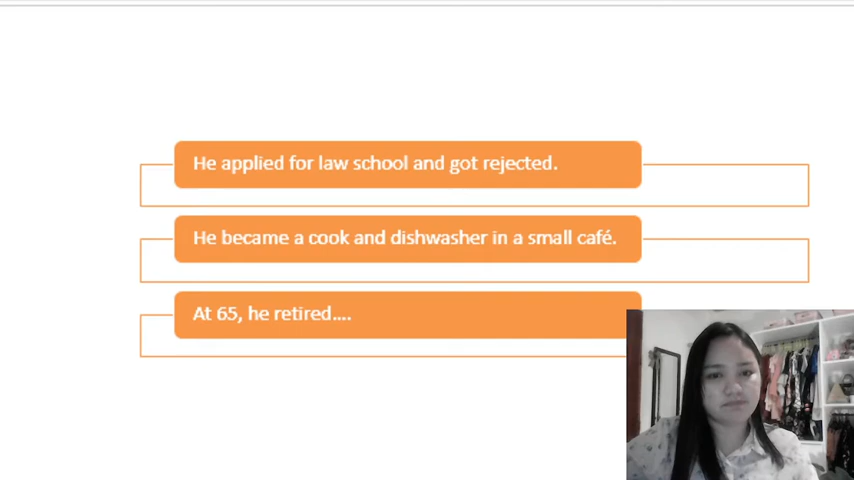 He applied for law school and got rejected.
He became a cook and dishwasher in a small café.
At 65, he retired....